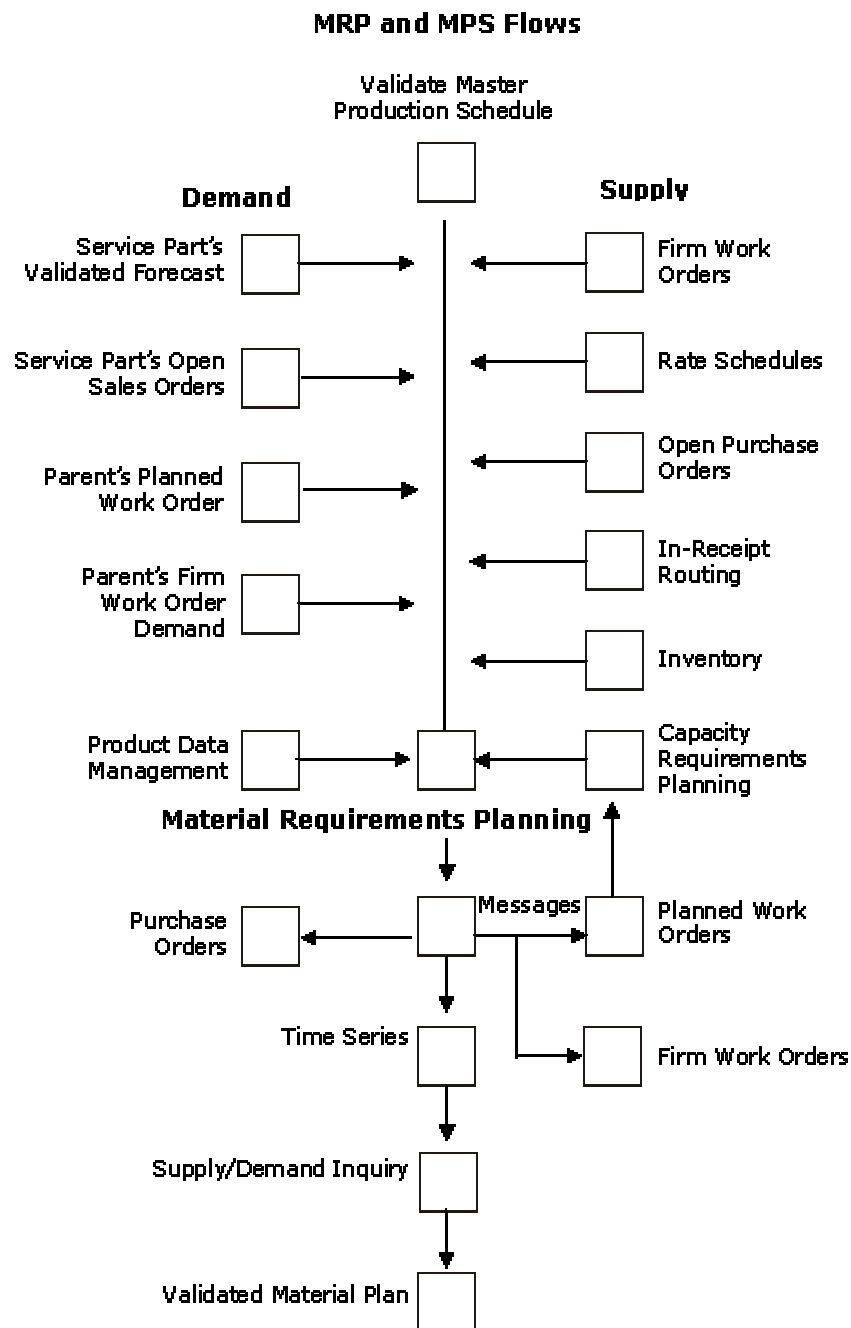 MRP and MPS Flows
Validate Master
Production Schedule
Demand
Supply
Service Part's
Validated Forecast
Firm Work
Orders
Service Part's Open
Sales Orders
Rate Schedules
Parent's Planned
Work Order
Open Purchase
Orders
Parent's Firm
Work Order
Demand
In-Receipt
Routing
Inventory
Product Data
Management
Capacity
Requirements
Planning
Material Requirements Planning
Purchase
Orders
Messages
Planned Work
Orders
Time Series
Firm Work Orders
Supply/Demand Inquiry
Validated Material Plan